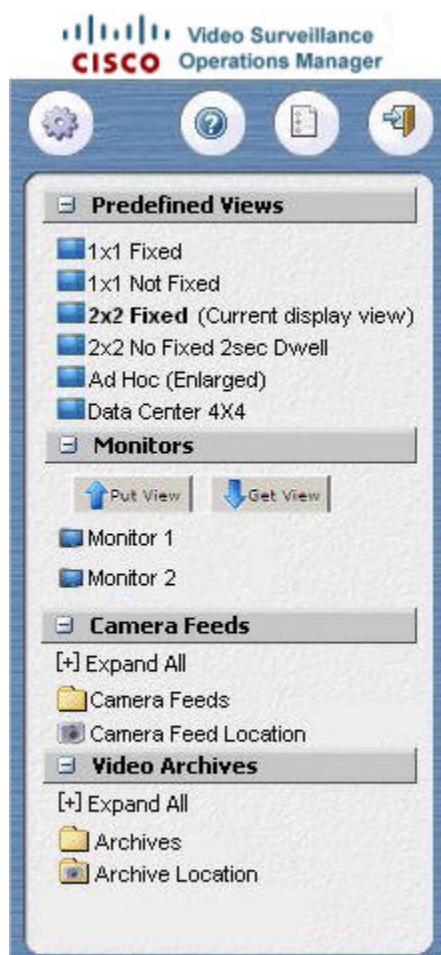 Video Surveillance
CISCO Operations Manager
Predefined Views
1x1 Fixed
1x1 Not Fixed
2x2 Fixed (Current display view)
2x2 No Fixed 2sec Dwell
Ad Hoc (Enlarged)
Data Center 4X4
Monitors
Put View Get View
Monitor 1
Monitor 2
Camera Feeds
[+] Expand All
Camera Feeds
Camera Feed Location
Video Archives
[+] Expand All
Archives
Archive Location